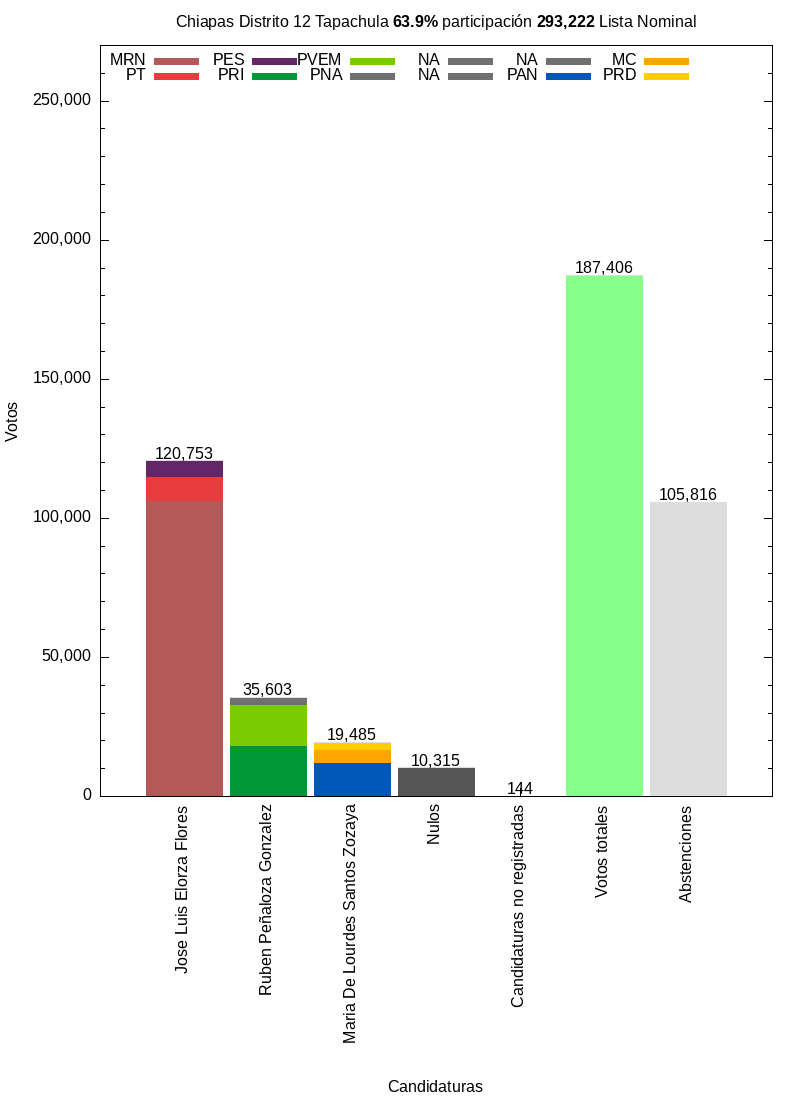 Chiapas Distrito 12 Tapachula 63.9% participación 293,222 Lista Nominal
MRN PES PVEM NA NA MC
PT PRI PNA NA PAN PRD
250,000
200,000
150,000
100,000
50,000
0
Votos
120,753
35,603
19,485
10,315
144
187,406
105,816
Jose Luis Elorza Flores
Ruben Peñaloza Gonzalez
Maria De Lourdes Santos Zozaya
Nulos
Candidaturas no registradas
Votos totales
Abstenciones
Candidaturas